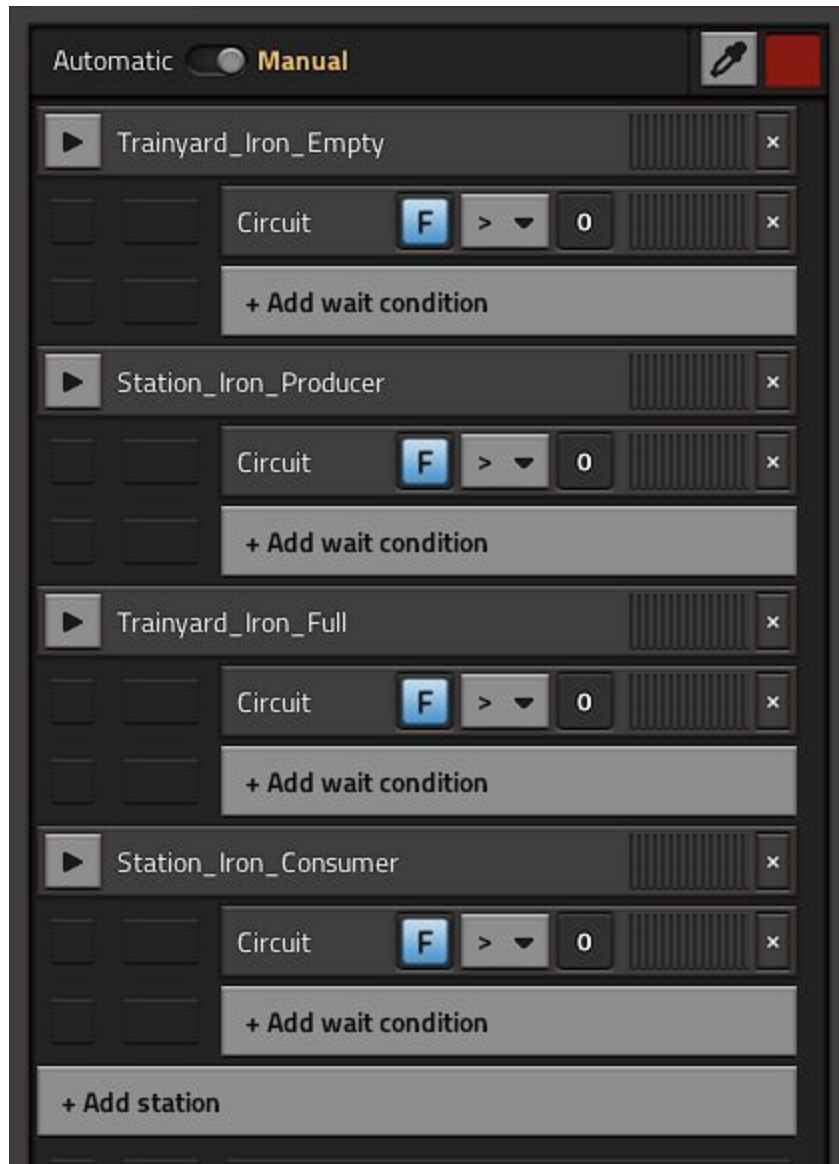 Automatic Manual
Trainyard_Iron_Empty
Circuit F > 0
+ Add wait condition
Station_Iron_Producer
Circuit F > 0
+ Add wait condition
Trainyard_Iron_Full
Circuit F > 0
+ Add wait condition
Station_Iron_Consumer
Circuit F > 0
+ Add wait condition
+ Add station